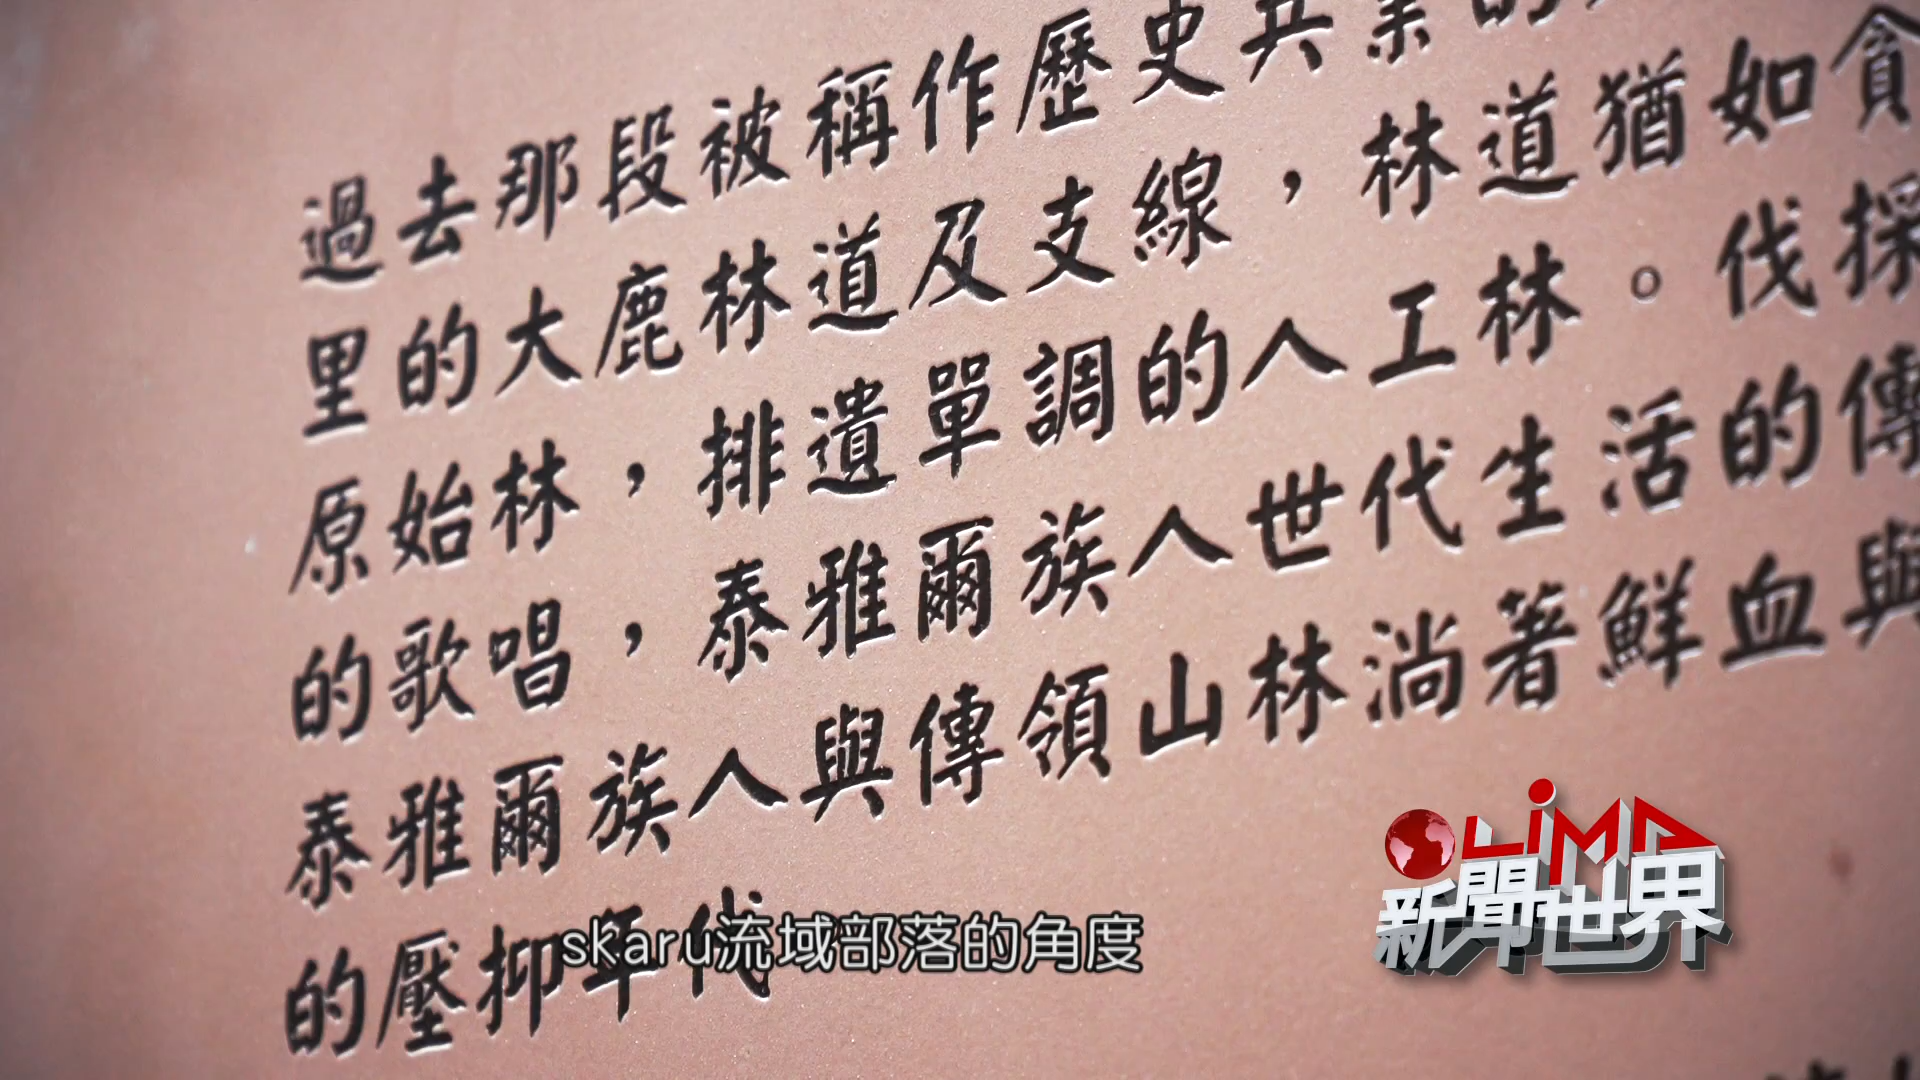 過去那段被稱作歷史共業的
里的大鹿林道及支線，林道猶如貪
原始林，排遺單調的人工林。伐採
的歌唱，泰雅爾族人世代生活的傳
泰雅爾族人與傳領山林淌著鮮血與
的壓抑年代
skaru流域部落的角度
LiMA
新聞世界